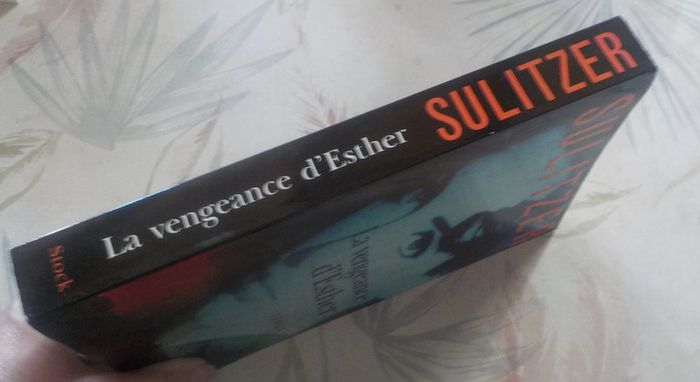 Stock
La vengeance d'Esther
SULITZER
SULITZER
La vengeance
d'Esther